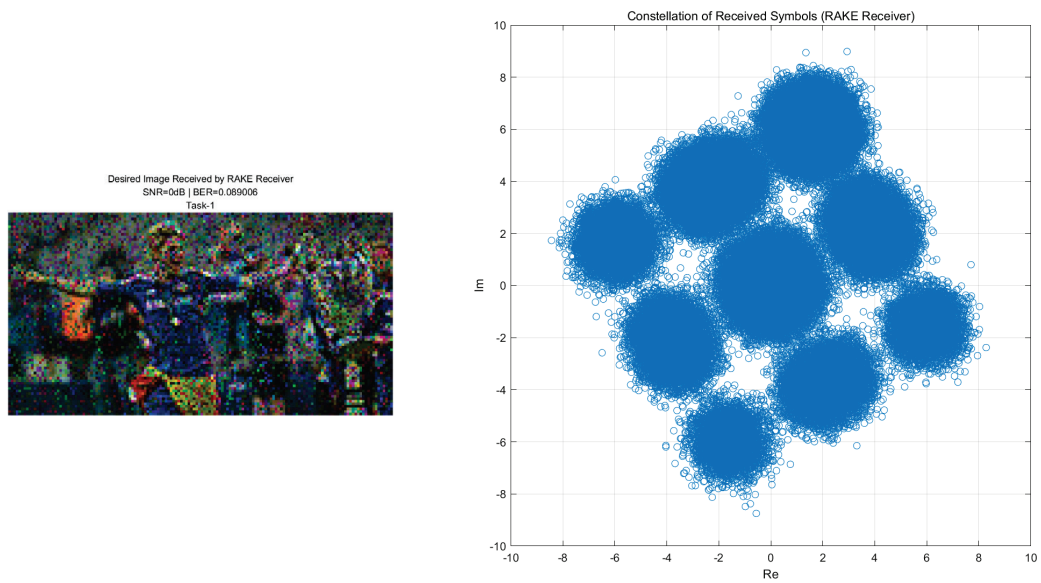 Desired Image Received by RAKE Receiver
SNR=0dB | BER=0.089006
Task-1
Constellation of Received Symbols (RAKE Receiver)
10
8
6
4
2
0
-2
-4
-6
-8
-10
Im
-10 -8 -6 -4 -2 0 2 4 6 8 10
Re